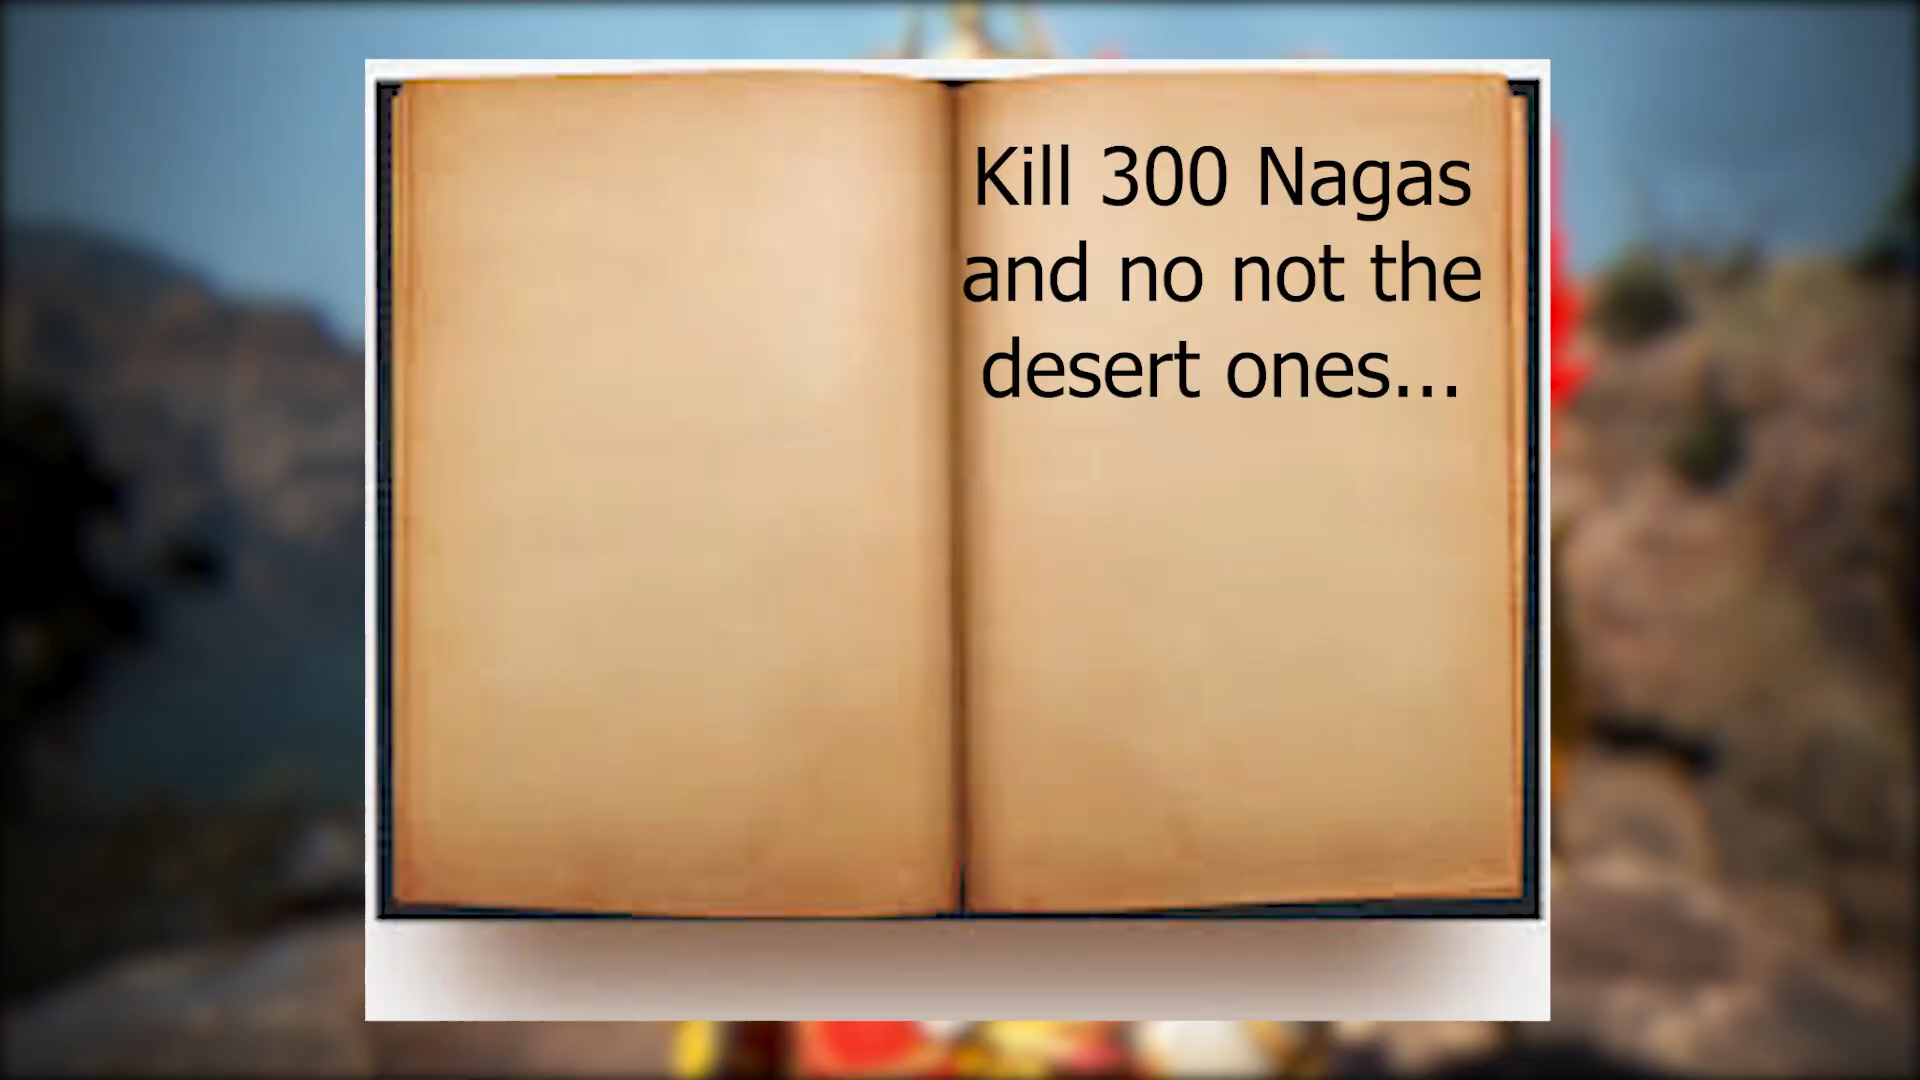 Kill 300 Nagas
and no not the
desert ones...